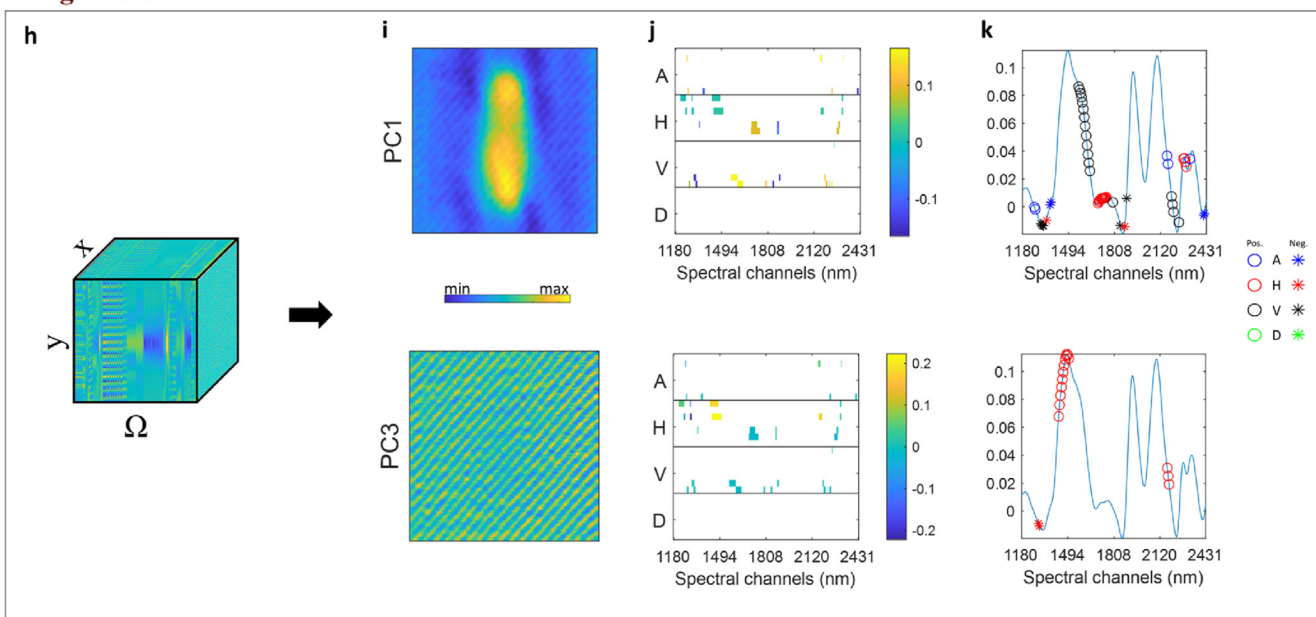 h
i
j
k
PC1
A
H
V
D
0.1
0
-0.1
1180 1494 1808 2120 2431
Spectral channels (nm)
0.1
0.08
0.06
0.04
0.02
0
1180 1494 1808 2120 2431
Spectral channels (nm)
Pos. Neg.
A
H
V
D
x
y
Ω
min max
PC3
A
H
V
D
0.2
0.1
0
-0.1
-0.2
1180 1494 1808 2120 2431
Spectral channels (nm)
0.1
0.08
0.06
0.04
0.02
0
1180 1494 1808 2120 2431
Spectral channels (nm)